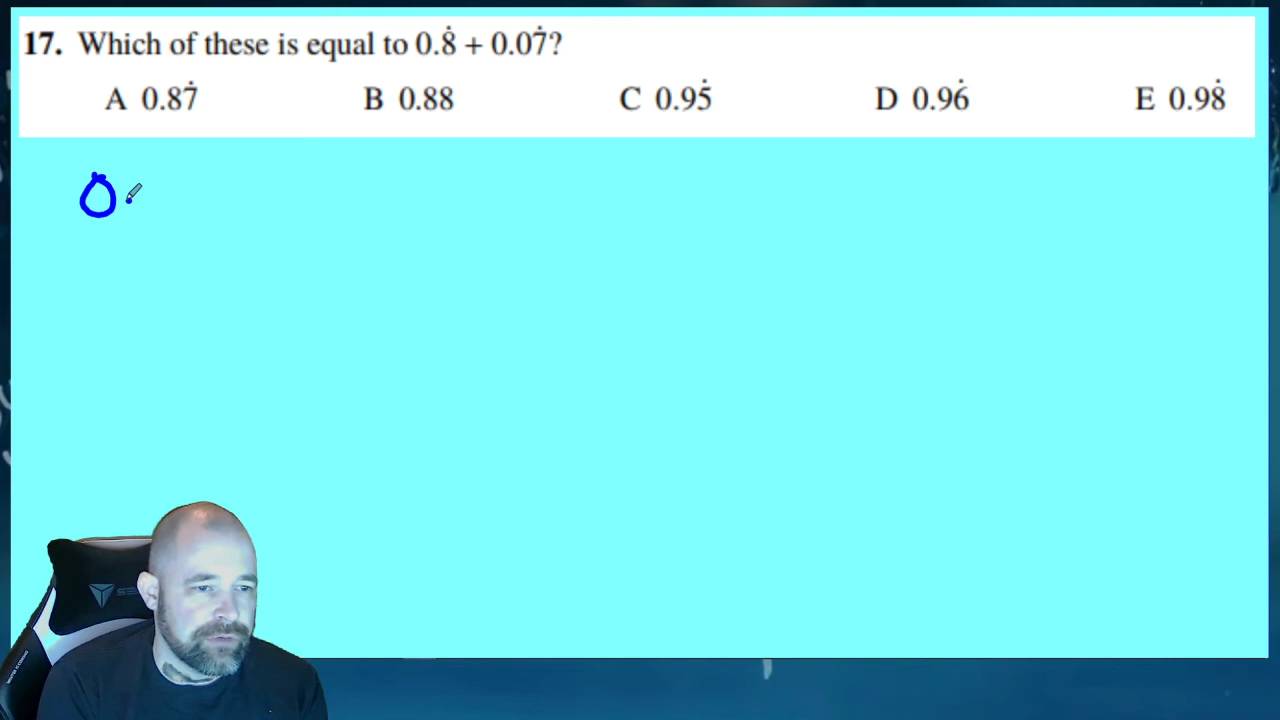 17. Which of these is equal to 0.8̇ + 0.07̇?
A 0.87̇ B 0.88 C 0.95̇ D 0.96̇ E 0.98̇
0.